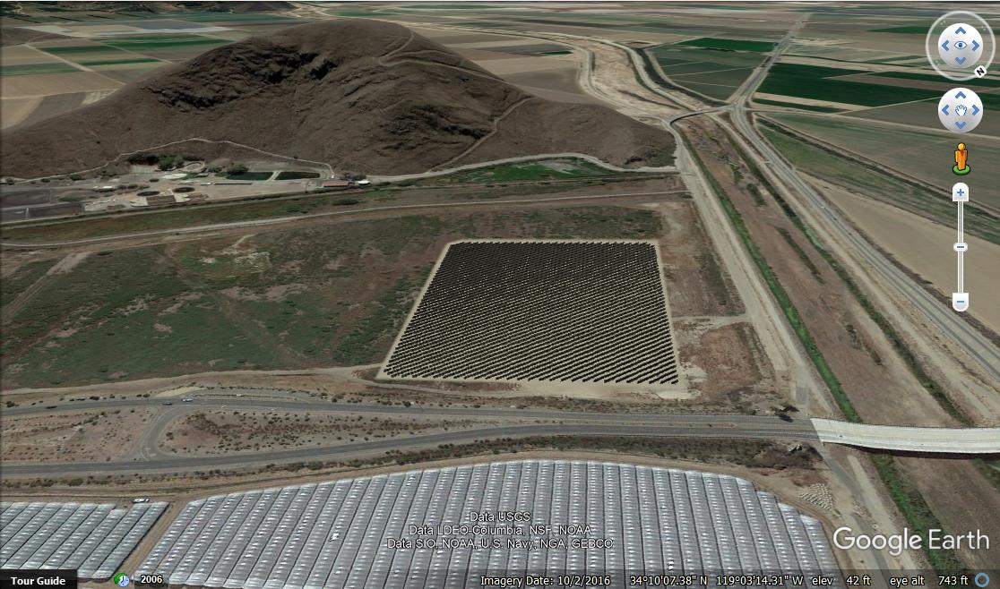 N
Data USGS
Data LDEO-Columbia, NSF, NOAA
Data SIO, NOAA, U.S. Navy, NGA, GEBCO
Google Earth
Tour Guide 2006 Imagery Date: 10/2/2016 34°10'07.38" N 119°03'14.31" W elev 42 ft eye alt 743 ft